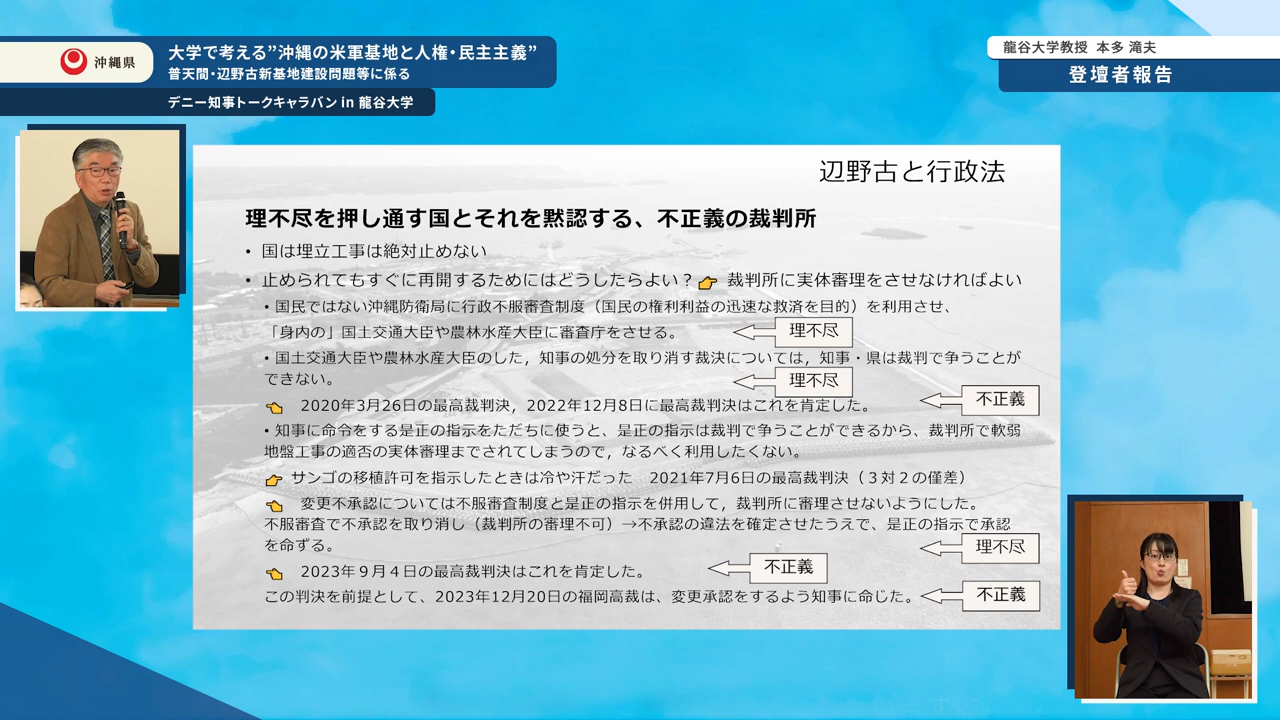 沖縄県
大学で考える”沖縄の米軍基地と人権・民主主義”
普天間・辺野古新基地建設問題等に係る
デニー知事トークキャラバン in 龍谷大学
龍谷大学教授 本多 滝夫
登壇者報告
辺野古と行政法
理不尽を押し通す国とそれを黙認する、不正義の裁判所
• 国は埋立工事は絶対止めない
• 止められてもすぐに再開するためにはどうしたらよい？👉 裁判所に実体審理をさせなければよい
• 国民ではない沖縄防衛局に行政不服審査制度（国民の権利利益の迅速な救済を目的）を利用させ、
「身内の」国土交通大臣や農林水産大臣に審査庁をさせる。
理不尽
• 国土交通大臣や農林水産大臣のした，知事の処分を取り消す裁決については，知事・県は裁判で争うことが
できない。
理不尽
👈 2020年3月26日の最高裁判決，2022年12月8日に最高裁判決はこれを肯定した。
不正義
• 知事に命令をする是正の指示をただちに使うと、是正の指示は裁判で争うことができるから、裁判所で軟弱
地盤工事の適否の実体審理までされてしまうので，なるべく利用したくない。
👉 サンゴの移植許可を指示したときは冷や汗だった　2021年7月6日の最高裁判決（３対２の僅差）
👈 変更不承認については不服審査制度と是正の指示を併用して，裁判所に審理させないようにした。
不服審査で不承認を取り消し（裁判所の審理不可）→不承認の違法を確定させたうえで、是正の指示で承認
を命ずる。
理不尽
👈 2023年９月４日の最高裁判決はこれを肯定した。
不正義
この判決を前提として、2023年12月20日の福岡高裁は、変更承認をするよう知事に命じた。
不正義